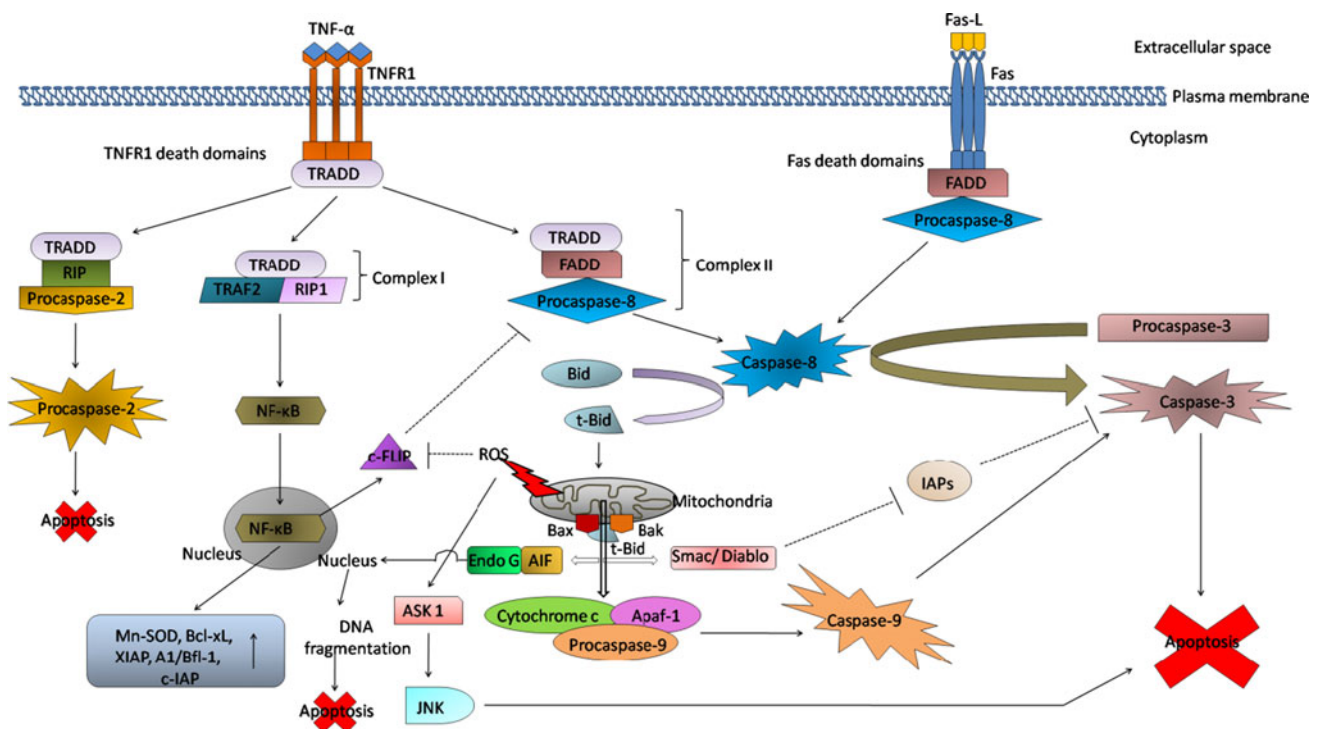 TNF-α
Fas-L
Extracellular space
TNFR1
Fas
Plasma membrane
Cytoplasm
TNFR1 death domains
Fas death domains
TRADD
FADD
Procaspase-8
TRADD
RIP
Procaspase-2
TRADD
TRAF2
RIP1
Complex I
TRADD
FADD
Procaspase-8
Complex II
Procaspase-3
Caspase-8
Caspase-3
Bid
t-Bid
Procaspase-2
NF-κB
c-FLIP
ROS
IAPs
Mitochondria
Bax
Bak
t-Bid
Apoptosis
NF-κB
Nucleus
Nucleus
Endo G
AIF
Smac/ Diablo
ASK 1
Cytochrome c
Apaf-1
Procaspase-9
Caspase-9
Mn-SOD, Bcl-xL,
XIAP, A1/Bfl-1,
c-IAP
DNA
fragmentation
Apoptosis
JNK
Apoptosis